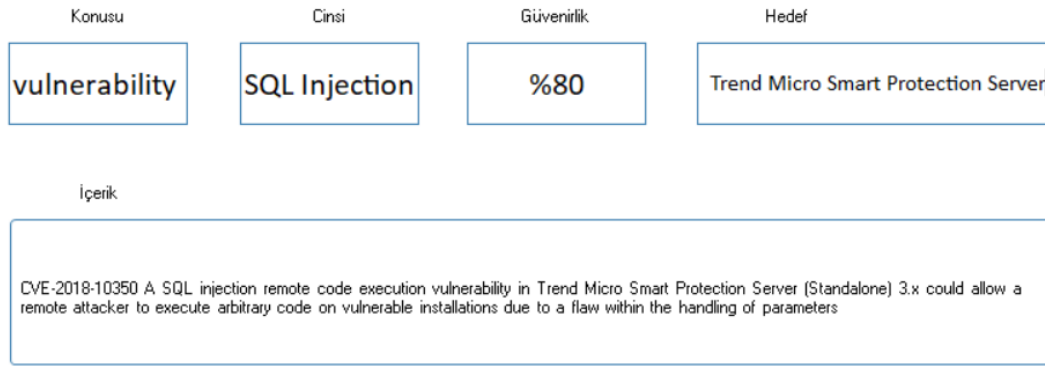 Konusu Cinsi Güvenirlik Hedef
vulnerability SQL Injection %80 Trend Micro Smart Protection Server
İçerik
CVE-2018-10350 A SQL injection remote code execution vulnerability in Trend Micro Smart Protection Server (Standalone) 3.x could allow a
remote attacker to execute arbitrary code on vulnerable installations due to a flaw within the handling of parameters